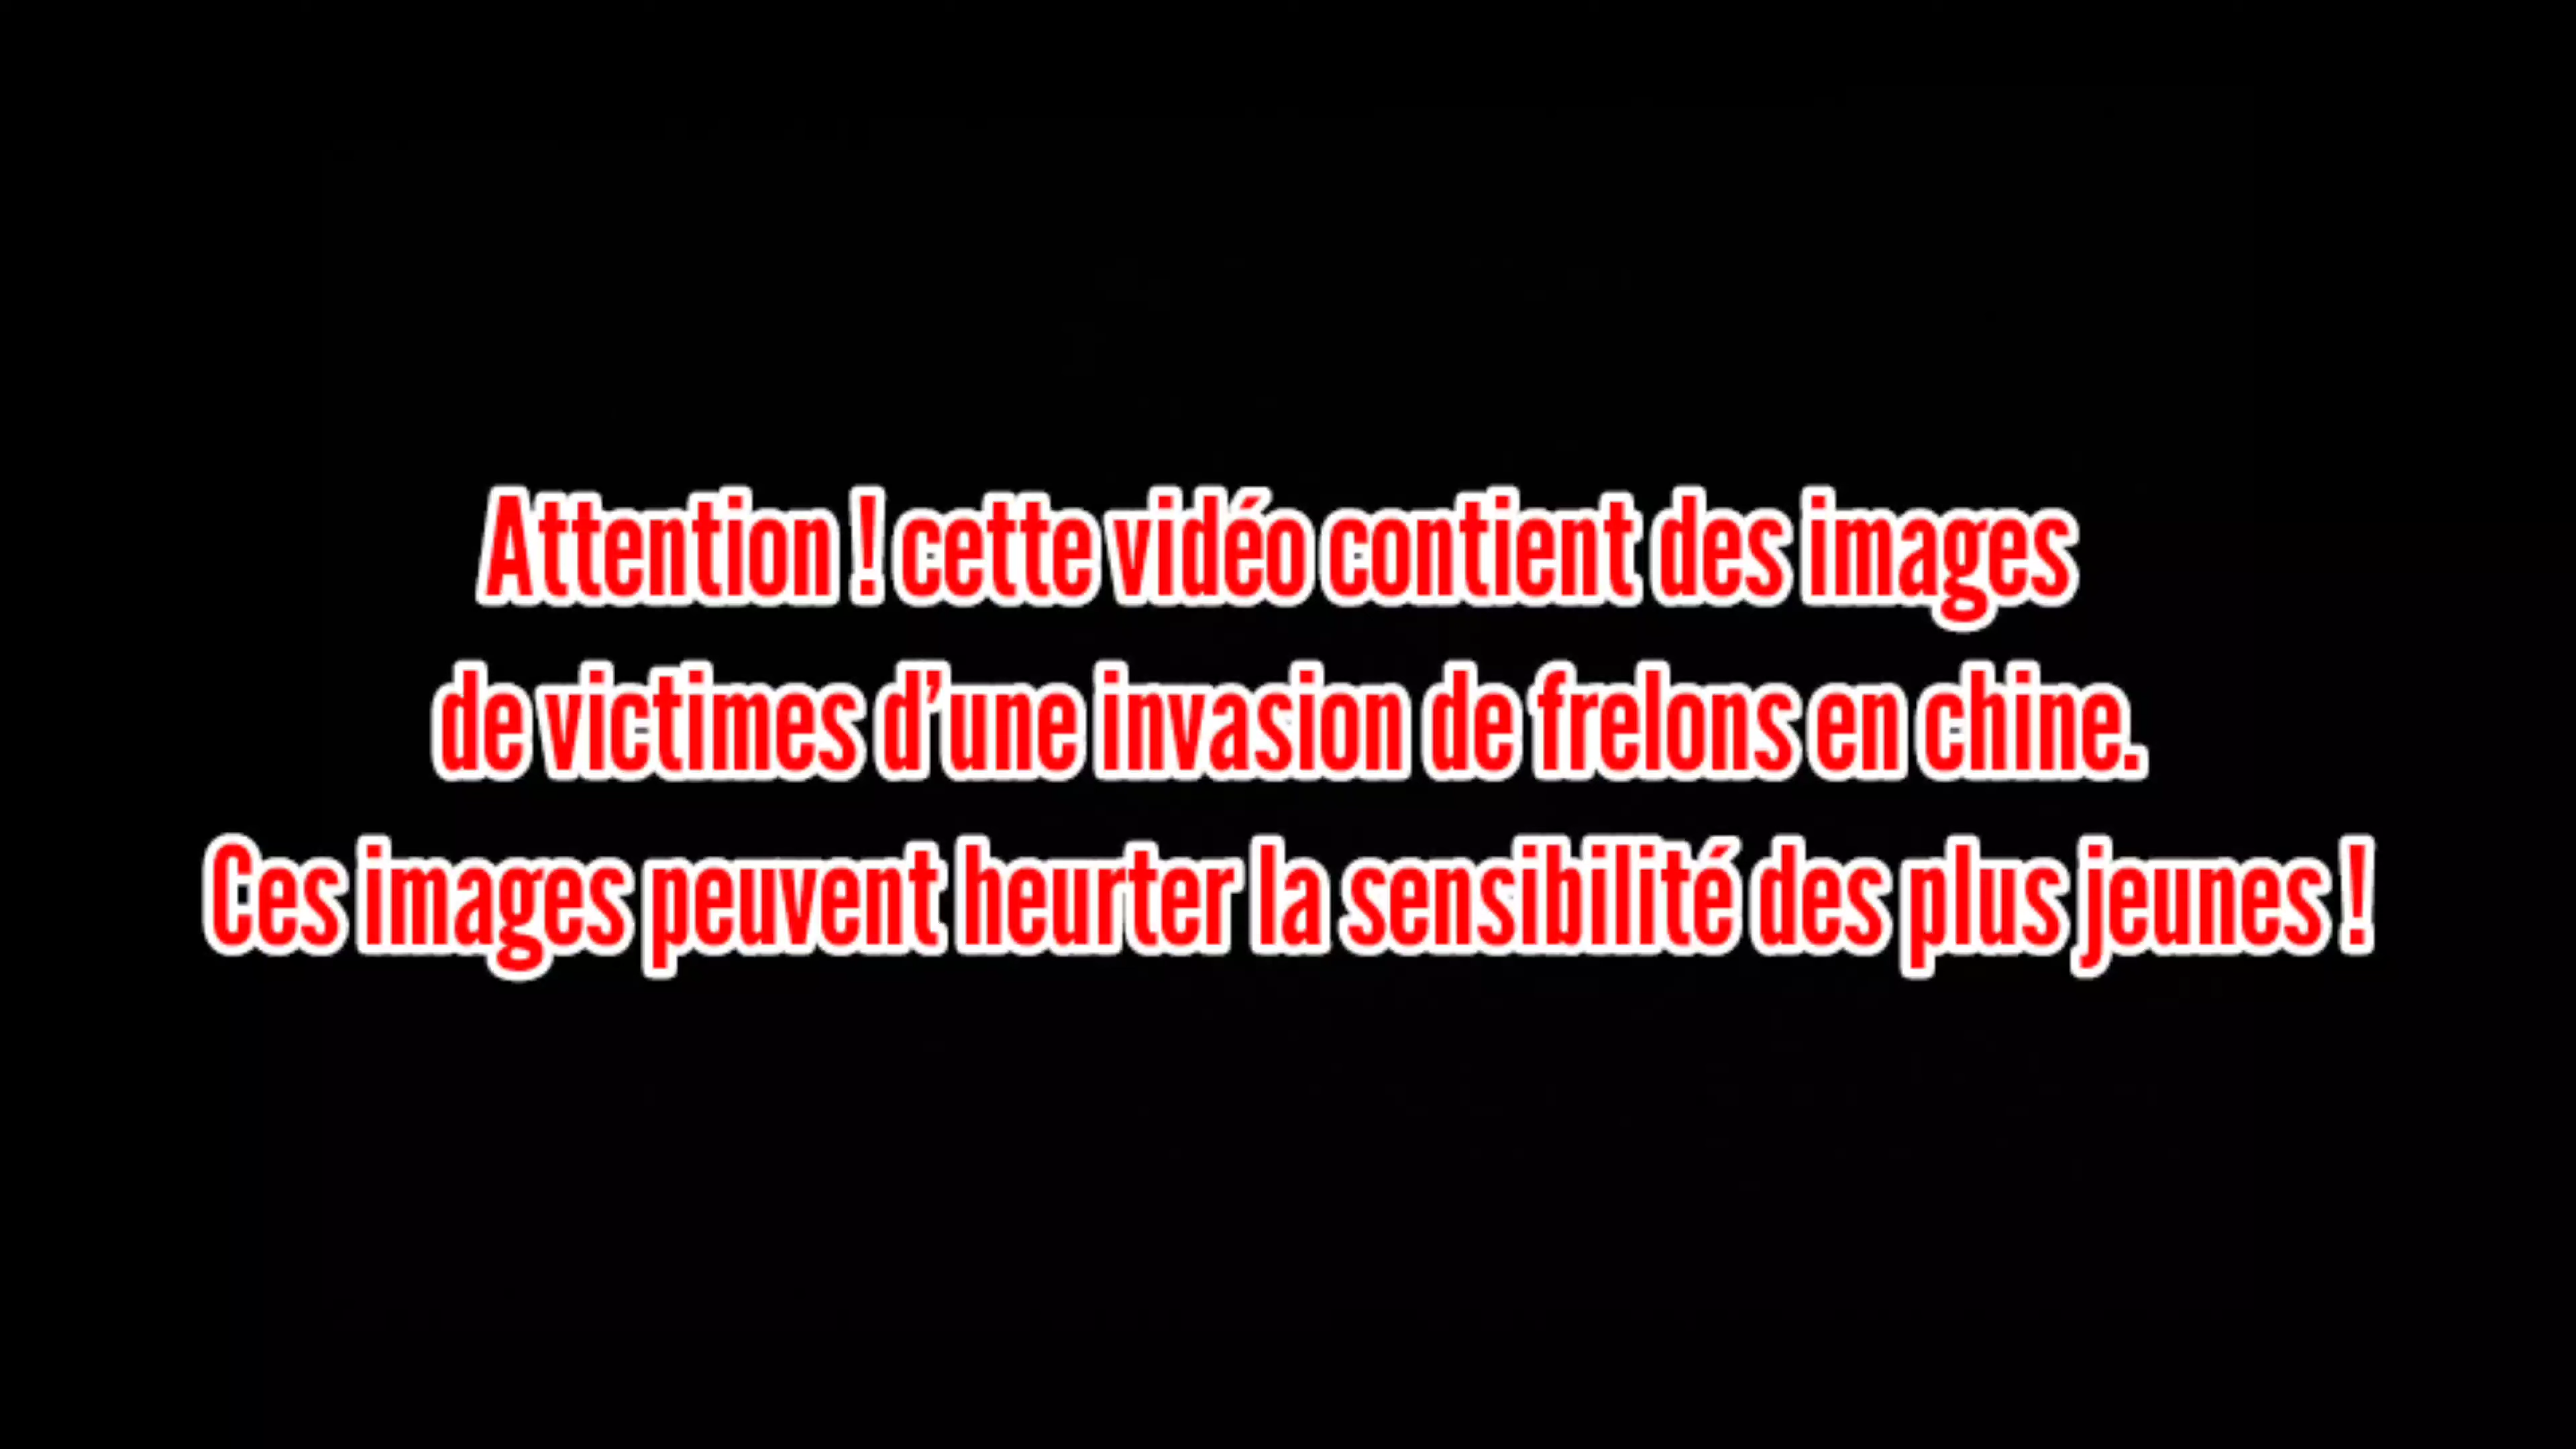 Attention ! cette vidéo contient des images
de victimes d’une invasion de frelons en chine.
Ces images peuvent heurter la sensibilité des plus jeunes !